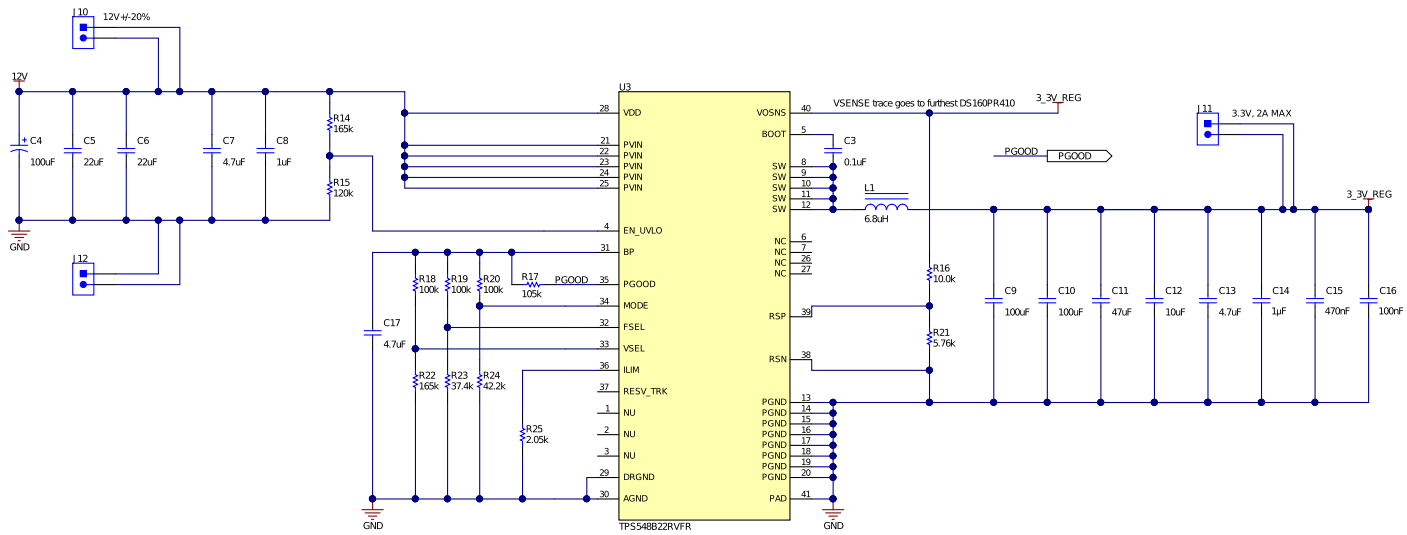 J10
12V+/-20%
12V
C4
100uF
C5
22uF
C6
22uF
C7
4.7uF
C8
1uF
R14
165k
R15
120k
GND
J12
U3
28 VDD
21 PVIN
22 PVIN
23 PVIN
24 PVIN
25 PVIN
4 EN_UVLO
31 BP
35 PGOOD
34 MODE
32 FSEL
33 VSEL
36 ILIM
37 RESV_TRK
1 NU
2 NU
3 NU
29 DRGND
30 AGND
VOSNS 40
BOOT 5
SW 8
SW 9
SW 10
SW 11
SW 12
NC 6
NC 7
NC 26
NC 27
RSP 39
RSN 38
PGND 13
PGND 14
PGND 15
PGND 16
PGND 17
PGND 18
PGND 19
PGND 20
PAD 41
TPS548B22RVFR
R18
100k
R19
100k
R20
100k
R17
105k
PGOOD
C17
4.7uF
R22
165k
R23
37.4k
R24
42.2k
R25
2.05k
GND
VSENSE trace goes to furthest DS160PR410
3_3V_REG
C3
0.1uF
L1
6.8uH
PGOOD
PGOOD
J11
3.3V, 2A MAX
3_3V_REG
R16
10.0k
R21
5.76k
C9
100uF
C10
100uF
C11
47uF
C12
10uF
C13
4.7uF
C14
1µF
C15
470nF
C16
100nF
GND